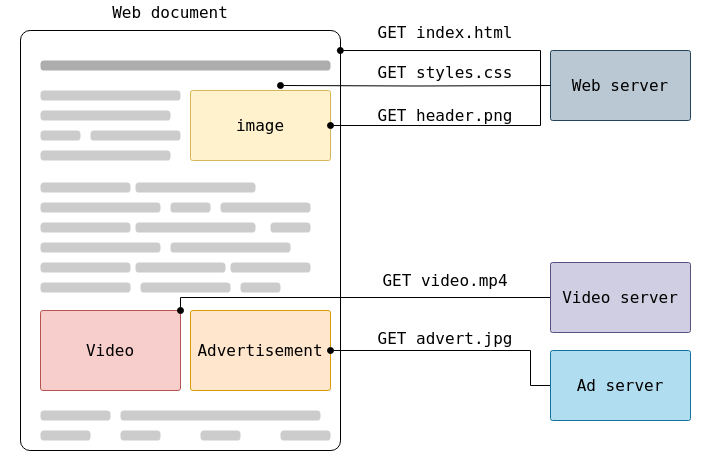 Web document
GET index.html
GET styles.css
Web server
image
GET header.png
GET video.mp4
Video server
GET advert.jpg
Video
Advertisement
Ad server